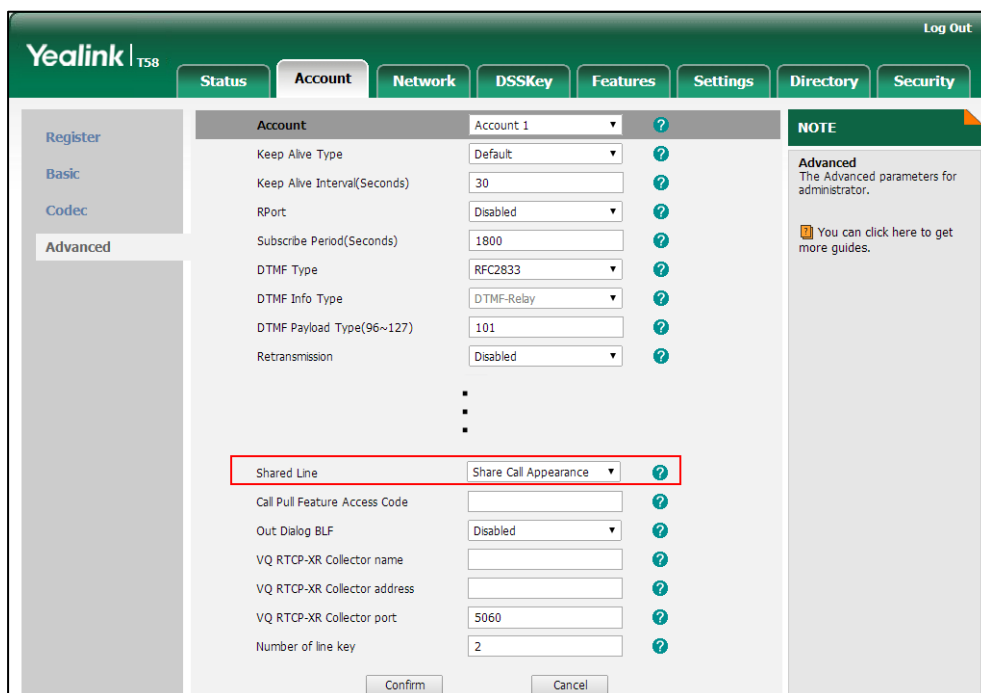 Log Out
Yealink | T58
Status Account Network DSSKey Features Settings Directory Security
Register
Basic
Codec
Advanced
Account Account 1 ?
Keep Alive Type Default ?
Keep Alive Interval(Seconds) 30 ?
RPort Disabled ?
Subscribe Period(Seconds) 1800 ?
DTMF Type RFC2833 ?
DTMF Info Type DTMF-Relay ?
DTMF Payload Type(96~127) 101 ?
Retransmission Disabled ?
Shared Line Share Call Appearance ?
Call Pull Feature Access Code ?
Out Dialog BLF Disabled ?
VQ RTCP-XR Collector name ?
VQ RTCP-XR Collector address ?
VQ RTCP-XR Collector port 5060 ?
Number of line key 2 ?
Confirm Cancel
NOTE
Advanced
The Advanced parameters for
administrator.
? You can click here to get
more guides.